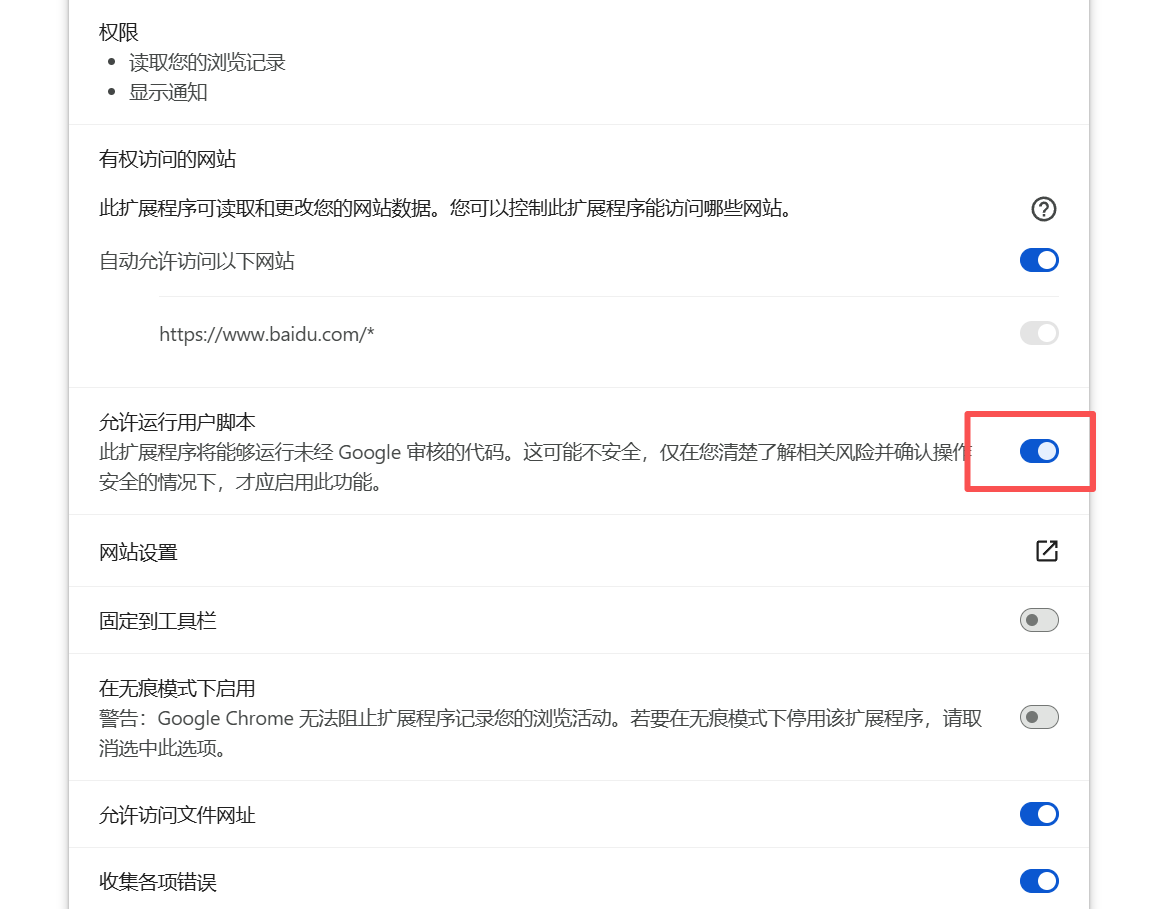 权限
读取您的浏览记录
显示通知
有权访问的网站
此扩展程序可读取和更改您的网站数据。您可以控制此扩展程序能访问哪些网站。
自动允许访问以下网站
https://www.baidu.com/*
允许运行用户脚本
此扩展程序将能够运行未经 Google 审核的代码。这可能不安全，仅在您清楚了解相关风险并确认操作
安全的情况下，才应启用此功能。
网站设置
固定到工具栏
在无痕模式下启用
警告：Google Chrome 无法阻止扩展程序记录您的浏览活动。若要在无痕模式下停用该扩展程序，请取
消选中此选项。
允许访问文件网址
收集各项错误